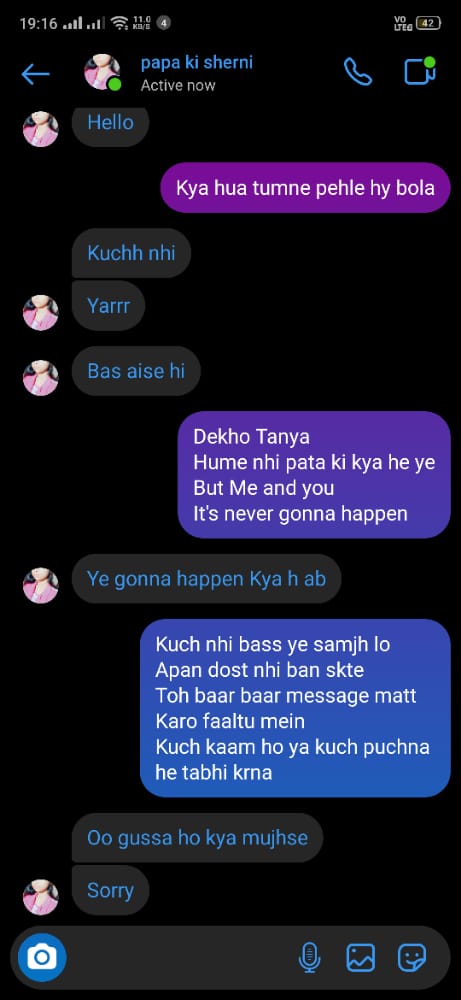 19:16 11.0 KB/S 4 VO LTE 42
papa ki sherni
Active now
Hello
Kya hua tumne pehle hy bola
Kuchh nhi
Yarrr
Bas aise hi
Dekho Tanya
Hume nhi pata ki kya he ye
But Me and you
It's never gonna happen
Ye gonna happen Kya h ab
Kuch nhi bass ye samjh lo
Apan dost nhi ban skte
Toh baar baar message matt
Karo faaltu mein
Kuch kaam ho ya kuch puchna
he tabhi krna
Oo gussa ho kya mujhse
Sorry